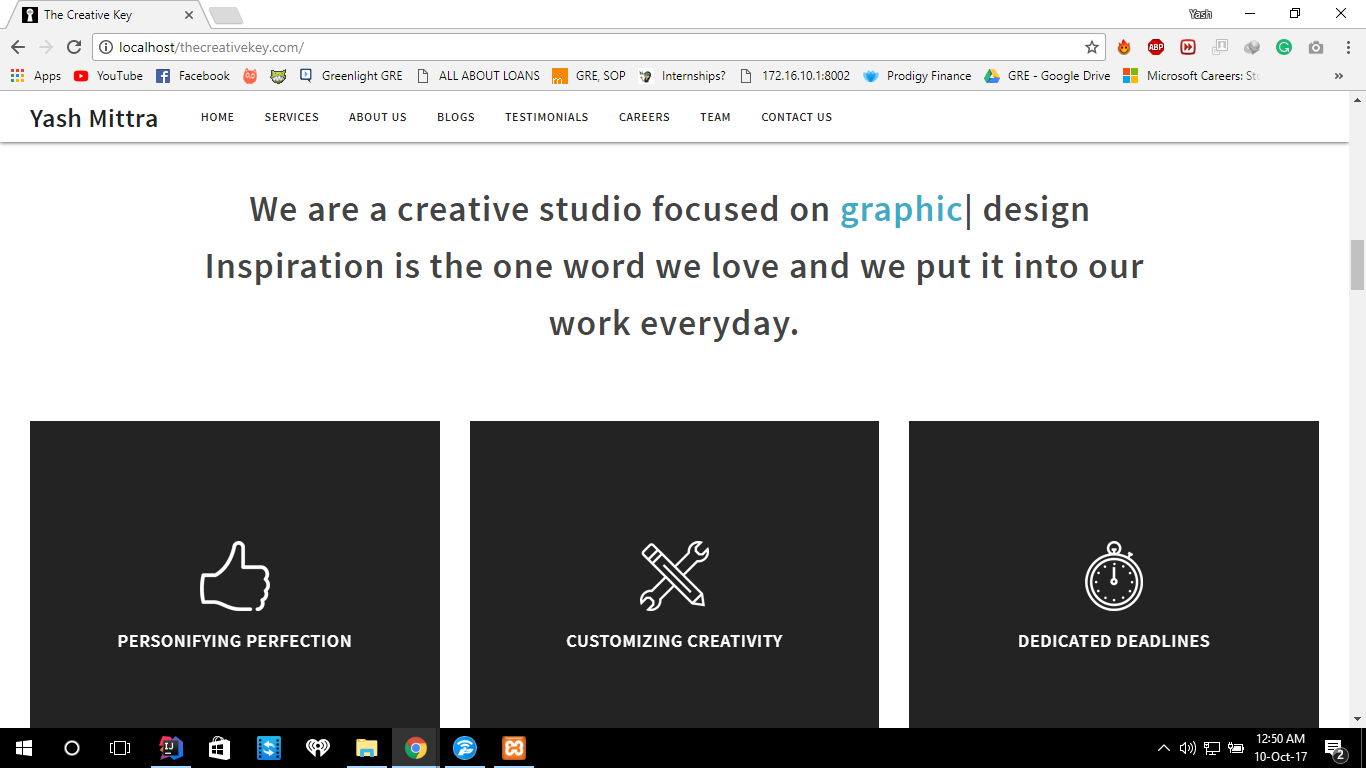 The Creative Key
Yash
localhost/thecreativekey.com/
ABP
Apps YouTube Facebook Greenlight GRE ALL ABOUT LOANS GRE, SOP Internships? 172.16.10.1:8002 Prodigy Finance GRE - Google Drive Microsoft Careers: St
Yash Mittra HOME SERVICES ABOUT US BLOGS TESTIMONIALS CAREERS TEAM CONTACT US
We are a creative studio focused on graphic| design
Inspiration is the one word we love and we put it into our
work everyday.
PERSONIFYING PERFECTION CUSTOMIZING CREATIVITY DEDICATED DEADLINES
12:50 AM
10-Oct-17
2